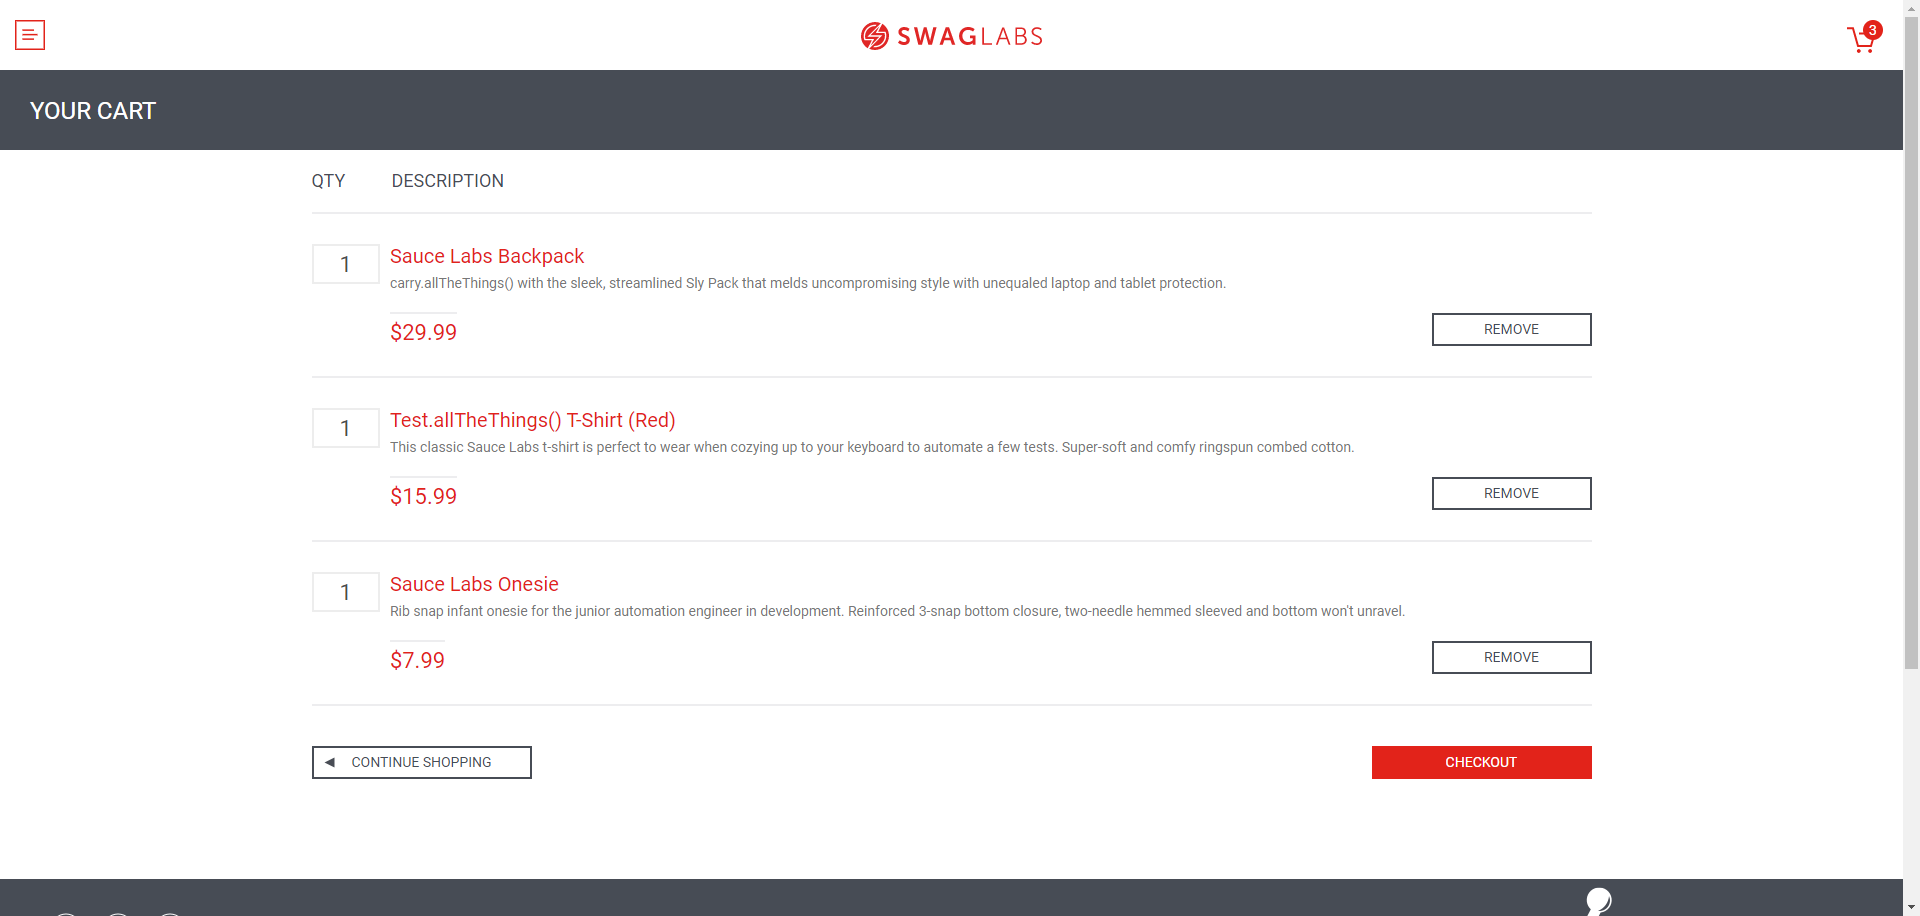 SWAGLABS
3
YOUR CART
QTY DESCRIPTION
1 Sauce Labs Backpack
carry.allTheThings() with the sleek, streamlined Sly Pack that melds uncompromising style with unequaled laptop and tablet protection.
$29.99 REMOVE
1 Test.allTheThings() T-Shirt (Red)
This classic Sauce Labs t-shirt is perfect to wear when cozying up to your keyboard to automate a few tests. Super-soft and comfy ringspun combed cotton.
$15.99 REMOVE
1 Sauce Labs Onesie
Rib snap infant onesie for the junior automation engineer in development. Reinforced 3-snap bottom closure, two-needle hemmed sleeved and bottom won't unravel.
$7.99 REMOVE
CONTINUE SHOPPING CHECKOUT